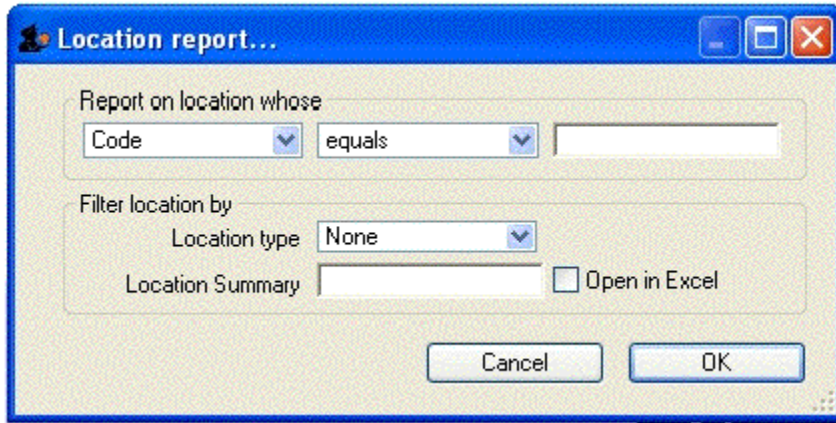 Location report...
Report on location whose
Code equals
Filter location by
Location type None
Location Summary Open in Excel
Cancel OK